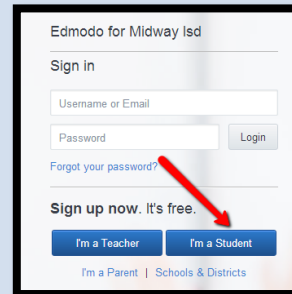 Edmodo for Midway Isd
Sign in
Username or Email
Password Login
Forgot your password?
Sign up now. It's free.
I'm a Teacher I'm a Student
I'm a Parent | Schools & Districts